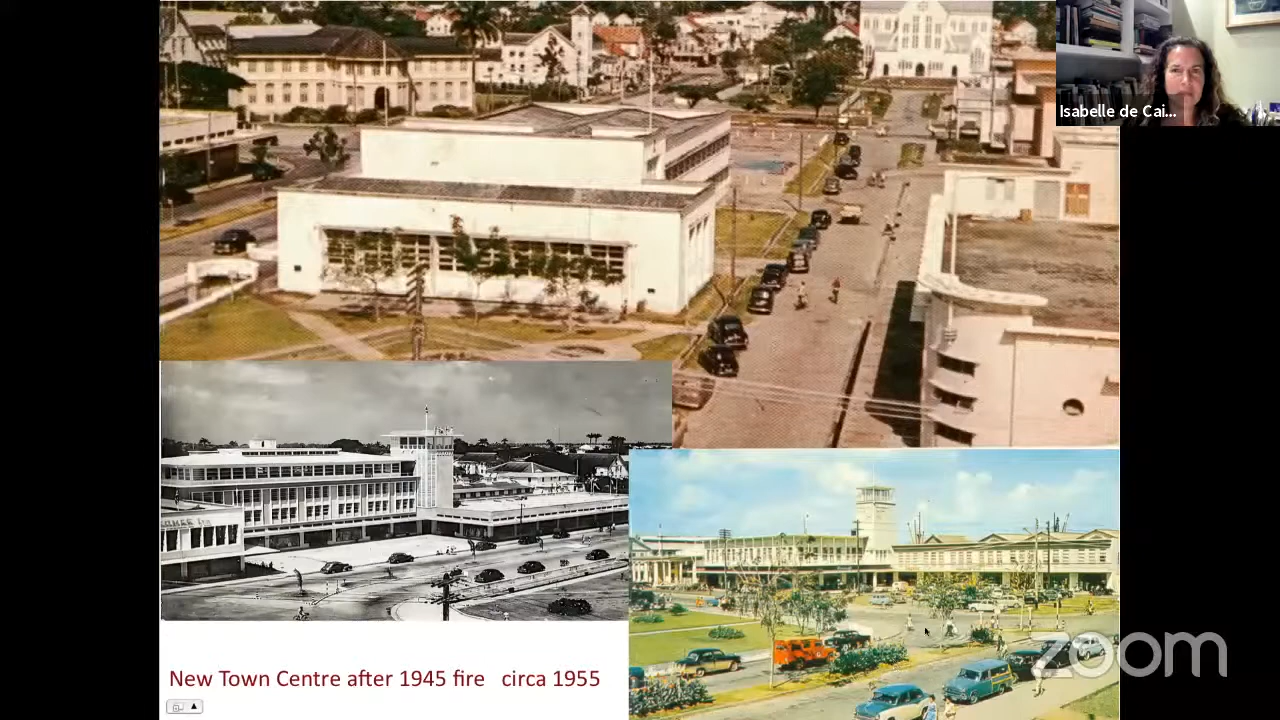 Isabelle de Cai...
New Town Centre after 1945 fire circa 1955
zoom